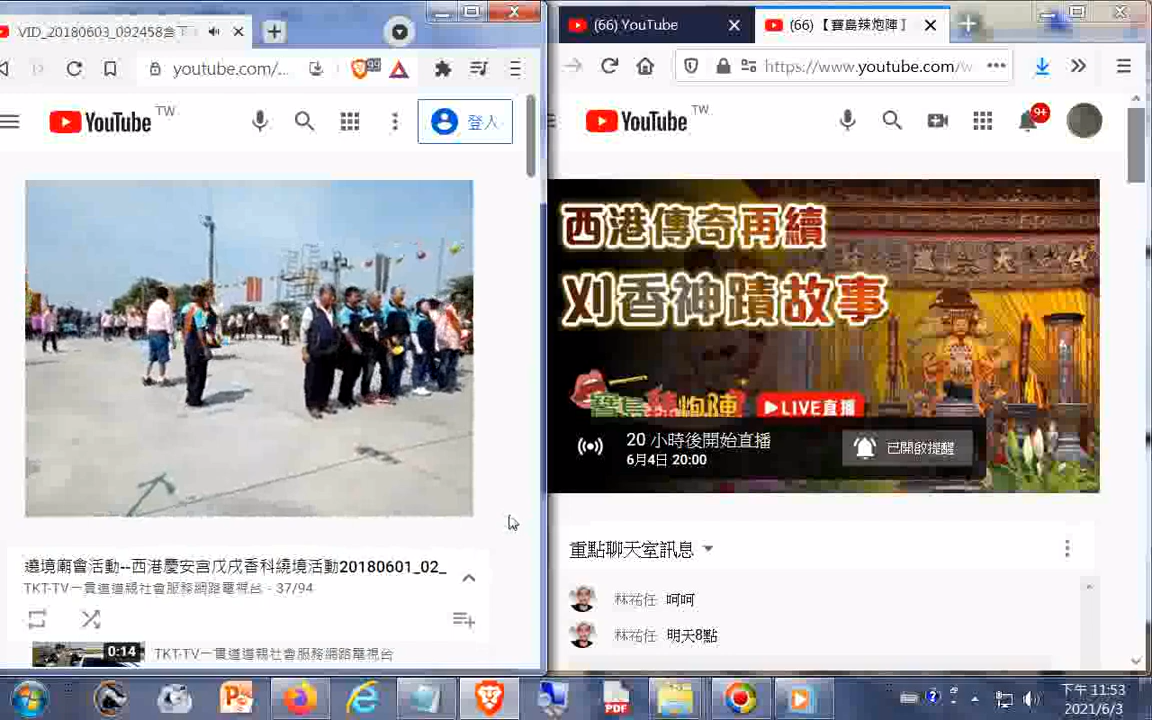 VID_20180603_092458
(66) YouTube
(66) 【寶島辣炮陣】
youtube.com/...
99
https://www.youtube.com/w
YouTube TW
登入
YouTube TW
9+
西港傳奇再續
刈香神蹟故事
寶島辣炮陣
LIVE直播
20 小時後開始直播
6月4日 20:00
已開啟提醒
遶境廟會活動--西港慶安宮戊戌香科繞境活動20180601_02_
TKT-TV一貫道道親社會服務網路電視台 - 37/94
0:14
TKT-TV一貫道道親社會服務網路電視台
重點聊天室訊息
林祐任 呵呵
林祐任 明天8點
PDF
下午 11:53
2021/6/3